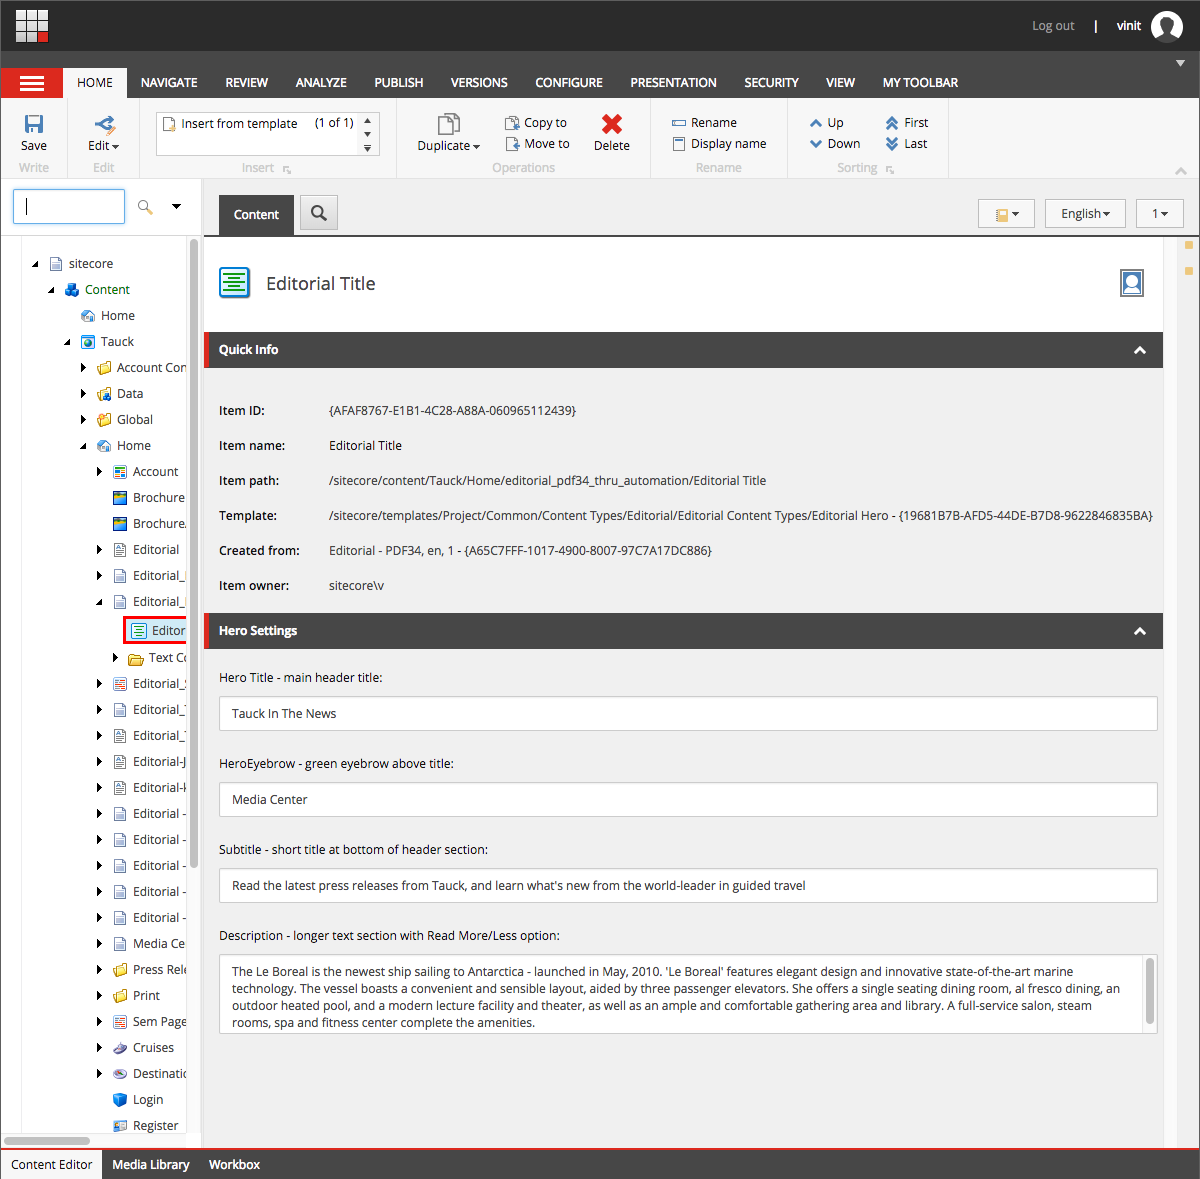 Log out | vinit
HOME NAVIGATE REVIEW ANALYZE PUBLISH VERSIONS CONFIGURE PRESENTATION SECURITY VIEW MY TOOLBAR
Save
Write
Edit
Edit
Insert from template (1 of 1)
Insert
Duplicate
Copy to
Move to
Delete
Operations
Rename
Display name
Rename
Up
Down
First
Last
Sorting
Content
English
1
sitecore
Content
Home
Tauck
Account Con
Data
Global
Home
Account
Brochure
Brochure
Editorial
Editorial_
Editorial_
Editor
Text Co
Editorial_S
Editorial_T
Editorial_T
Editorial-J
Editorial-K
Editorial -
Editorial -
Editorial -
Editorial -
Editorial -
Media Ce
Press Rele
Print
Sem Page
Cruises
Destinatio
Login
Register
Editorial Title
Quick Info
Item ID: {AFAF8767-E1B1-4C28-A88A-060965112439}
Item name: Editorial Title
Item path: /sitecore/content/Tauck/Home/editorial_pdf34_thru_automation/Editorial Title
Template: /sitecore/templates/Project/Common/Content Types/Editorial/Editorial Content Types/Editorial Hero - {19681B7B-AFD5-44DE-B7D8-9622846835BA}
Created from: Editorial - PDF34, en, 1 - {A65C7FFF-1017-4900-8007-97C7A17DC886}
Item owner: sitecore\v
Hero Settings
Hero Title - main header title:
Tauck In The News
HeroEyebrow - green eyebrow above title:
Media Center
Subtitle - short title at bottom of header section:
Read the latest press releases from Tauck, and learn what's new from the world-leader in guided travel
Description - longer text section with Read More/Less option:
The Le Boreal is the newest ship sailing to Antarctica - launched in May, 2010. 'Le Boreal' features elegant design and innovative state-of-the-art marine
technology. The vessel boasts a convenient and sensible layout, aided by three passenger elevators. She offers a single seating dining room, al fresco dining, an
outdoor heated pool, and a modern lecture facility and theater, as well as an ample and comfortable gathering area and library. A full-service salon, steam
rooms, spa and fitness center complete the amenities.
Content Editor Media Library Workbox